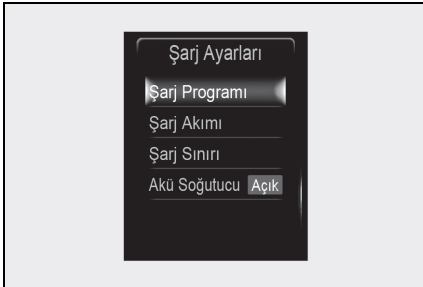 Şarj Ayarları
Şarj Programı
Şarj Akımı
Şarj Sınırı
Akü Soğutucu Açık